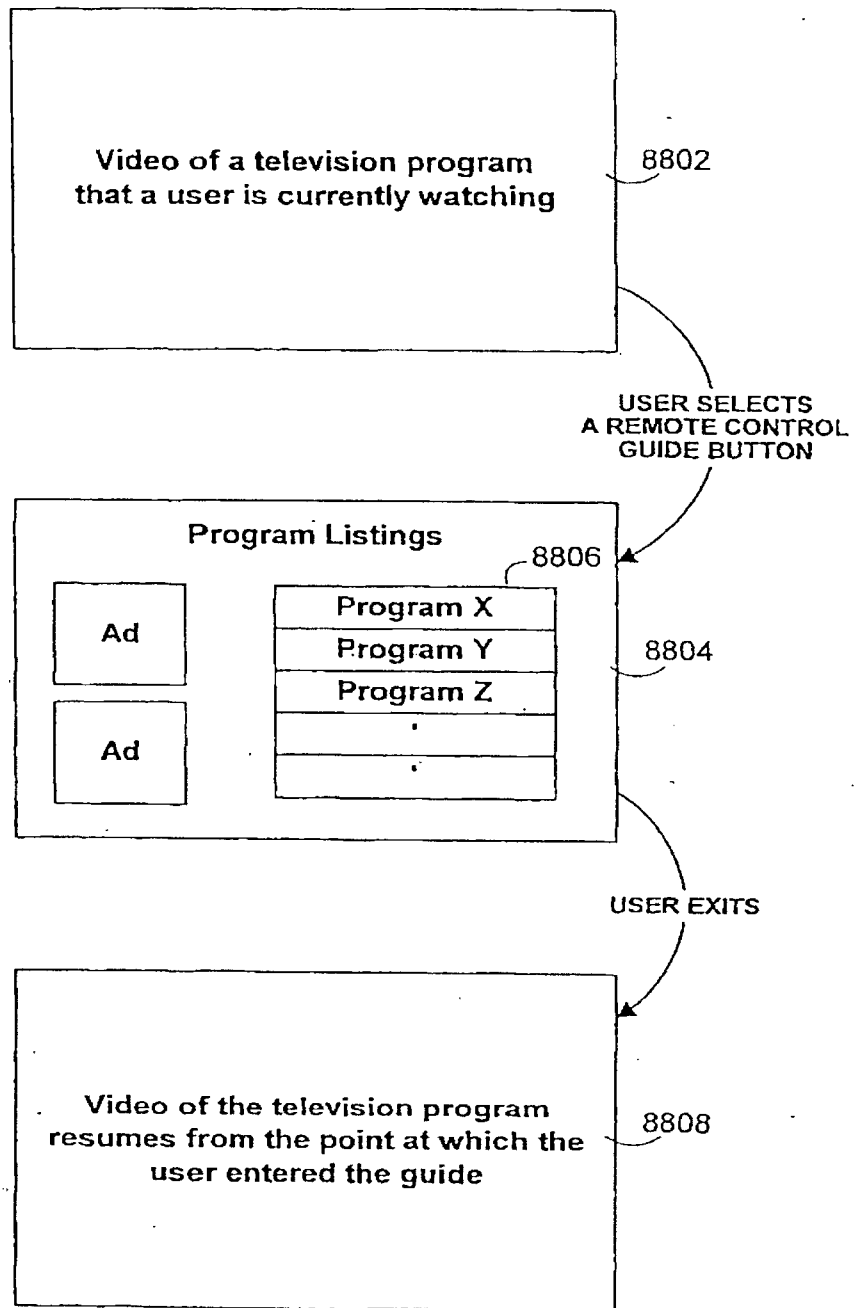 Video of a television program
that a user is currently watching
8802
USER SELECTS
A REMOTE CONTROL
GUIDE BUTTON
Program Listings
8806
Ad
Program X
Program Y
Program Z
8804
Ad
USER EXITS
Video of the television program
resumes from the point at which the
user entered the guide
8808